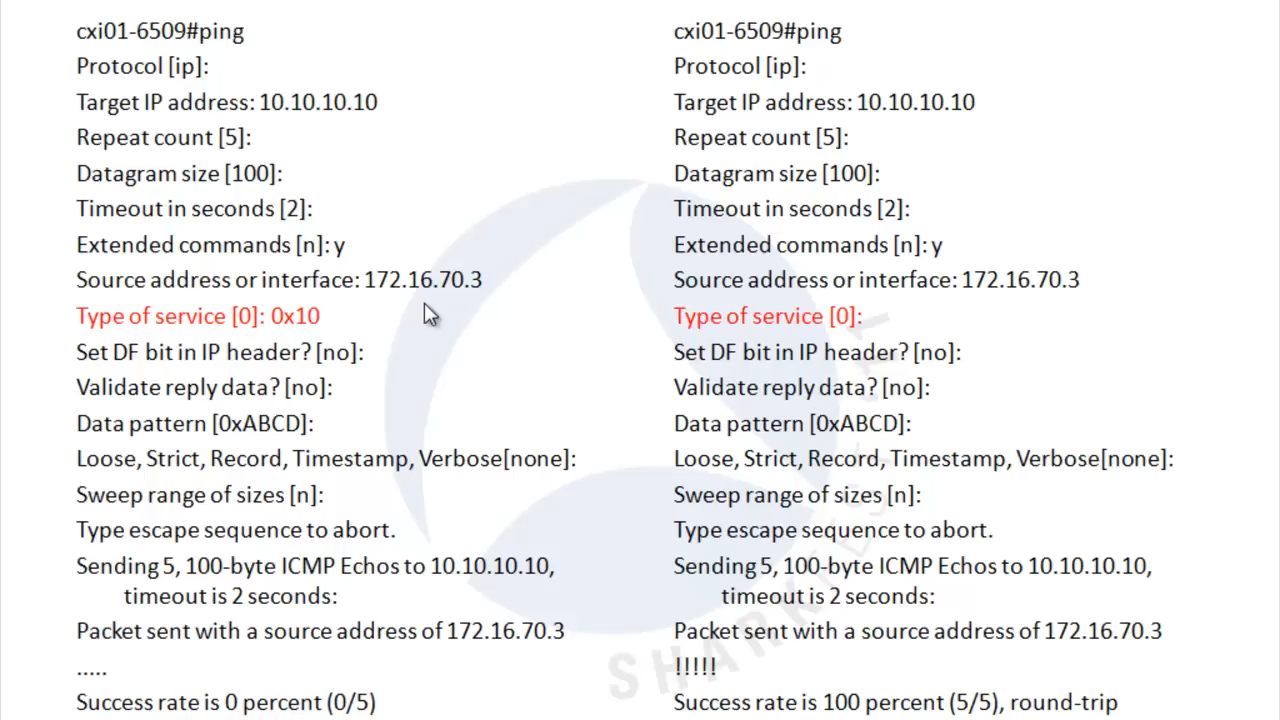 cxi01-6509#ping
Protocol [ip]:
Target IP address: 10.10.10.10
Repeat count [5]:
Datagram size [100]:
Timeout in seconds [2]:
Extended commands [n]: y
Source address or interface: 172.16.70.3
Type of service [0]: 0x10
Set DF bit in IP header? [no]:
Validate reply data? [no]:
Data pattern [0xABCD]:
Loose, Strict, Record, Timestamp, Verbose[none]:
Sweep range of sizes [n]:
Type escape sequence to abort.
Sending 5, 100-byte ICMP Echos to 10.10.10.10,
timeout is 2 seconds:
Packet sent with a source address of 172.16.70.3
.....
Success rate is 0 percent (0/5)
cxi01-6509#ping
Protocol [ip]:
Target IP address: 10.10.10.10
Repeat count [5]:
Datagram size [100]:
Timeout in seconds [2]:
Extended commands [n]: y
Source address or interface: 172.16.70.3
Type of service [0]:
Set DF bit in IP header? [no]:
Validate reply data? [no]:
Data pattern [0xABCD]:
Loose, Strict, Record, Timestamp, Verbose[none]:
Sweep range of sizes [n]:
Type escape sequence to abort.
Sending 5, 100-byte ICMP Echos to 10.10.10.10,
timeout is 2 seconds:
Packet sent with a source address of 172.16.70.3
!!!!!
Success rate is 100 percent (5/5), round-trip